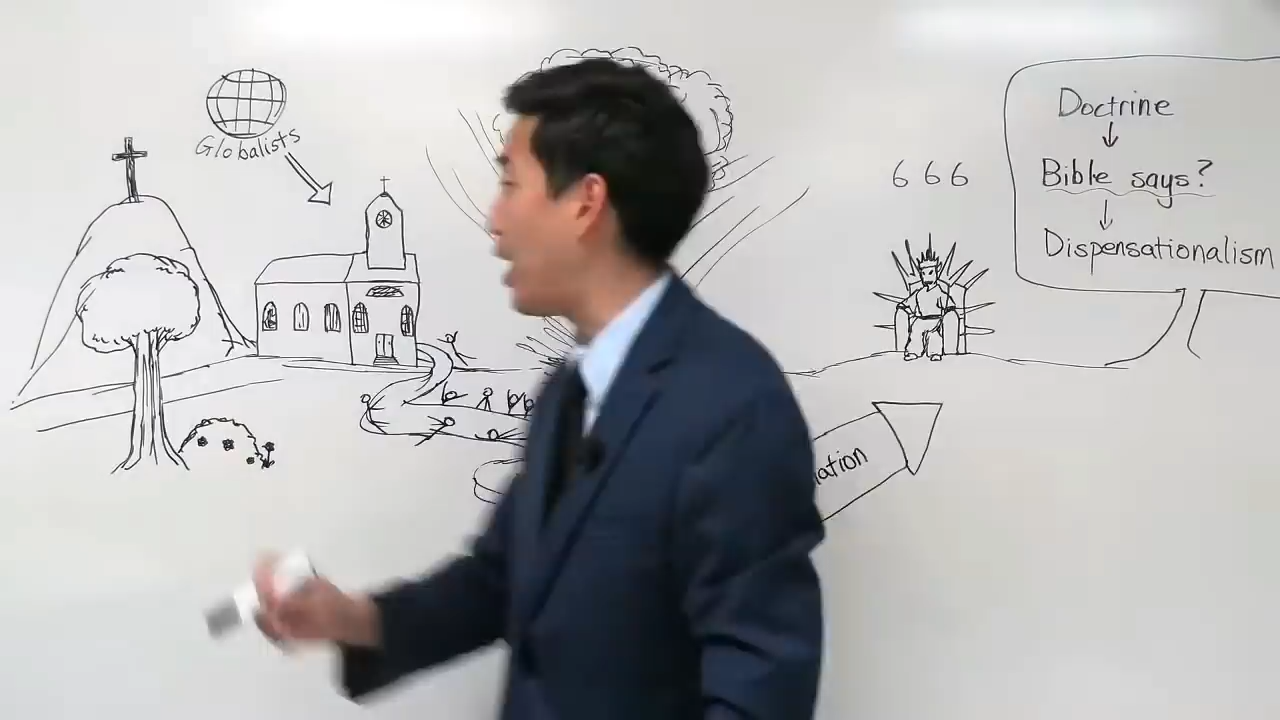 Globalists
666
Doctrine
Bible says?
Dispensationalism